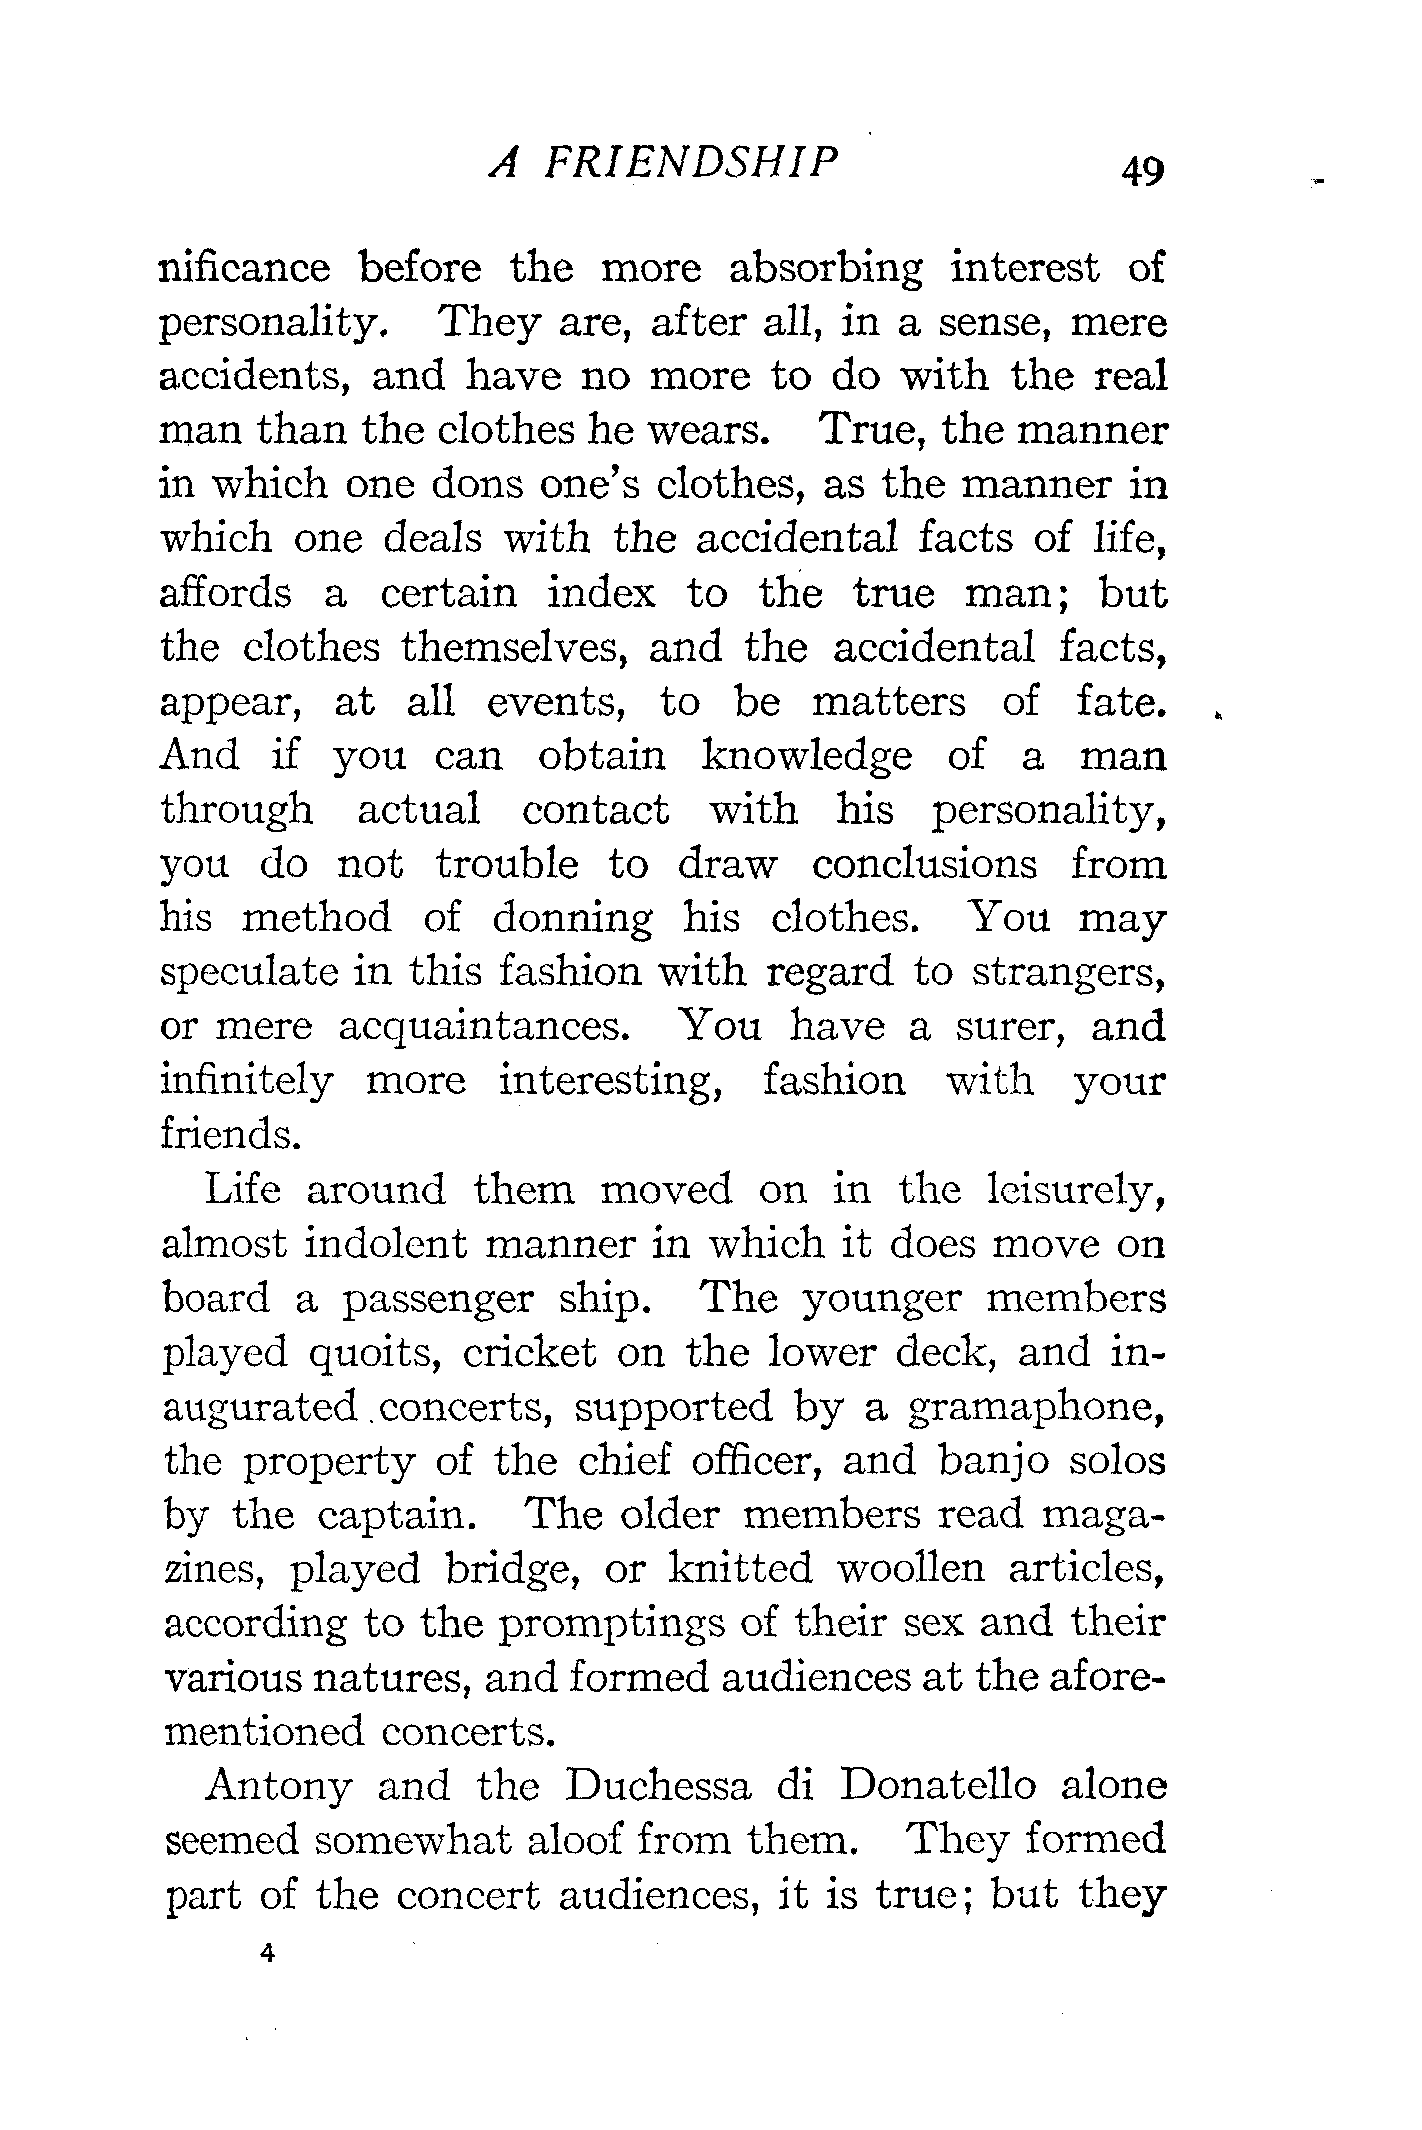 A FRIENDSHIP 49
nificance before the more absorbing interest of
personality. They are, after all, in a sense, mere
accidents, and have no more to do with the real
man than the clothes he wears. True, the manner
in which one dons one's clothes, as the manner in
which one deals with the accidental facts of life,
affords a certain index to the true man; but
the clothes themselves, and the accidental facts,
appear, at all events, to be matters of fate.
And if you can obtain knowledge of a man
through actual contact with his personality,
you do not trouble to draw conclusions from
his method of donning his clothes. You may
speculate in this fashion with regard to strangers,
or mere acquaintances. You have a surer, and
infinitely more interesting, fashion with your
friends.
Life around them moved on in the leisurely,
almost indolent manner in which it does move on
board a passenger ship. The younger members
played quoits, cricket on the lower deck, and in-
augurated concerts, supported by a gramaphone,
the property of the chief officer, and banjo solos
by the captain. The older members read maga-
zines, played bridge, or knitted woollen articles,
according to the promptings of their sex and their
various natures, and formed audiences at the afore-
mentioned concerts.
Antony and the Duchessa di Donatello alone
seemed somewhat aloof from them. They formed
part of the concert audiences, it is true; but they
4